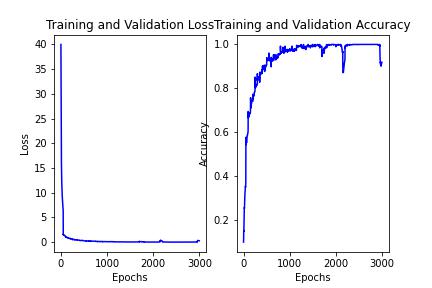 Training and Validation Loss
40
35
30
25
20
15
10
5
0
Loss
0 1000 2000 3000
Epochs
Training and Validation Accuracy
1.0
0.8
0.6
0.4
0.2
Accuracy
0 1000 2000 3000
Epochs